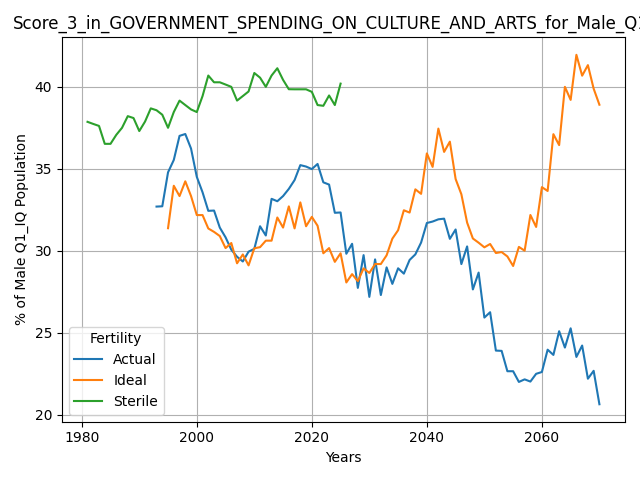 Score_3_in_GOVERNMENT_SPENDING_ON_CULTURE_AND_ARTS_for_Male_Q1
% of Male Q1_IQ Population
40
35
30
25
20
Fertility
Actual
Ideal
Sterile
1980 2000 2020 2040 2060
Years